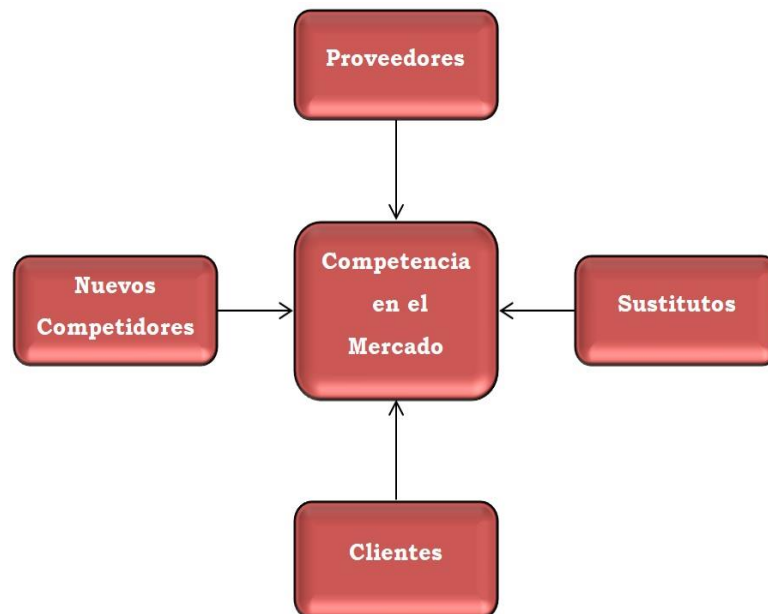 Proveedores
Nuevos
Competidores
Competencia
en el
Mercado
Sustitutos
Clientes